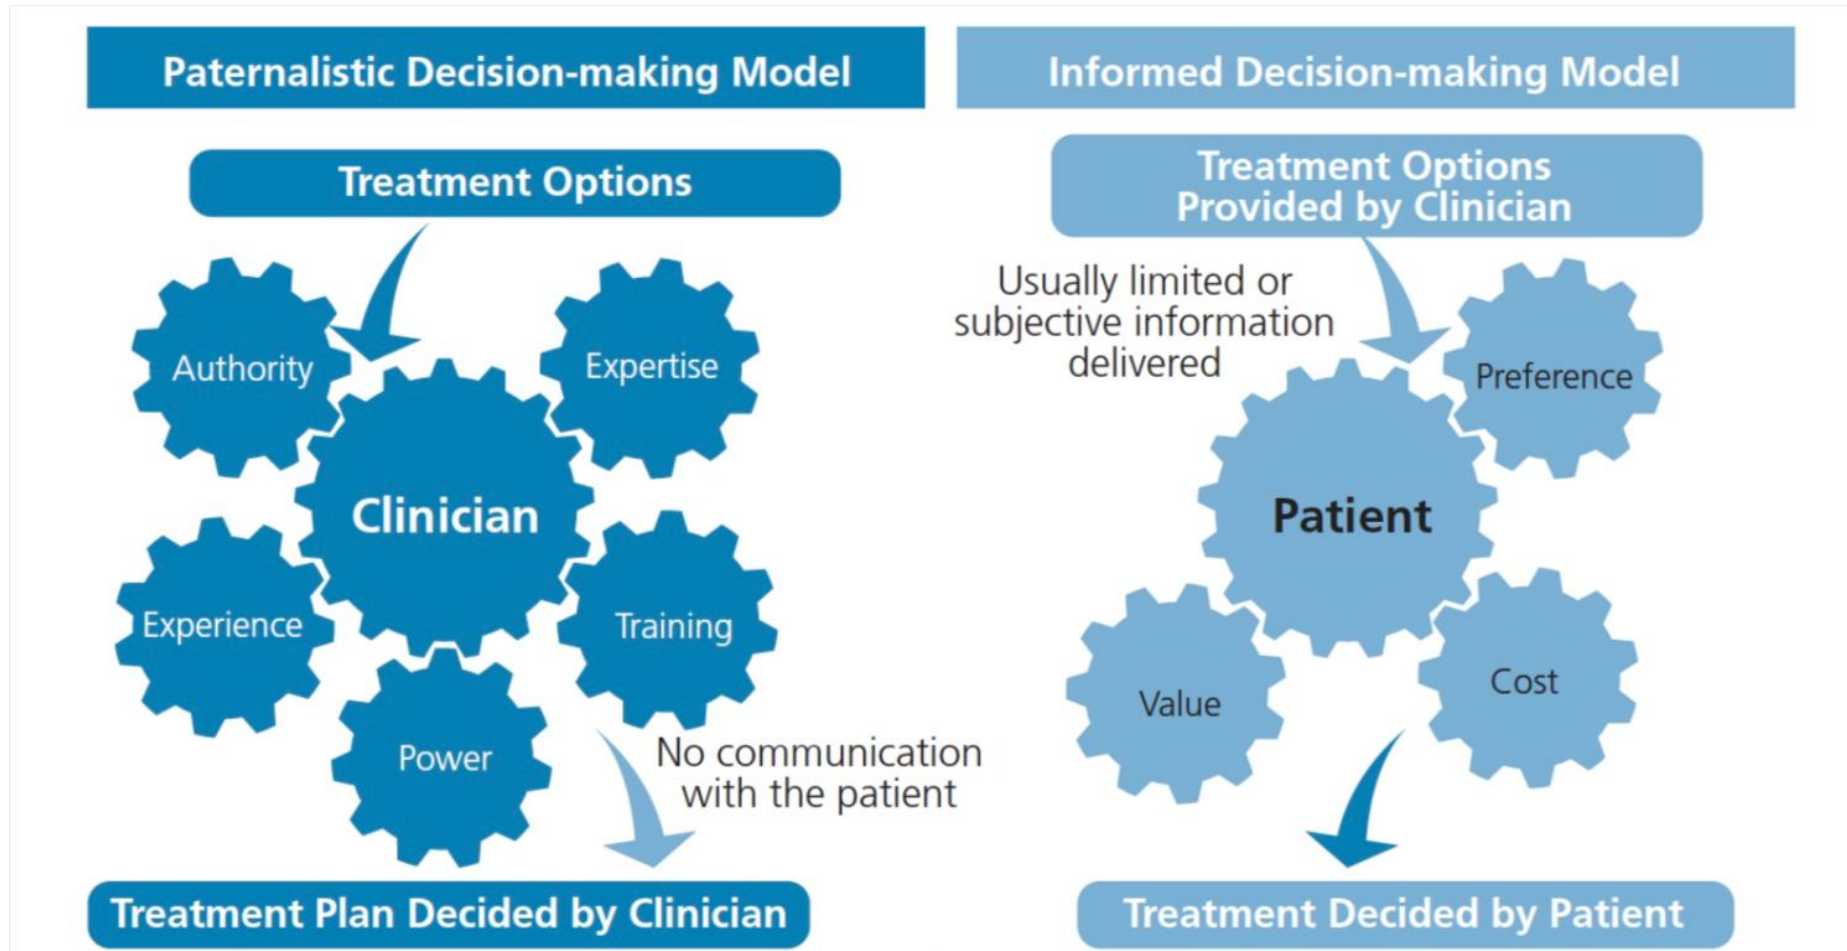 Paternalistic Decision-making Model
Treatment Options
Authority
Expertise
Clinician
Experience
Training
Power
No communication
with the patient
Treatment Plan Decided by Clinician
Informed Decision-making Model
Treatment Options
Provided by Clinician
Usually limited or
subjective information
delivered
Preference
Patient
Value
Cost
Treatment Decided by Patient